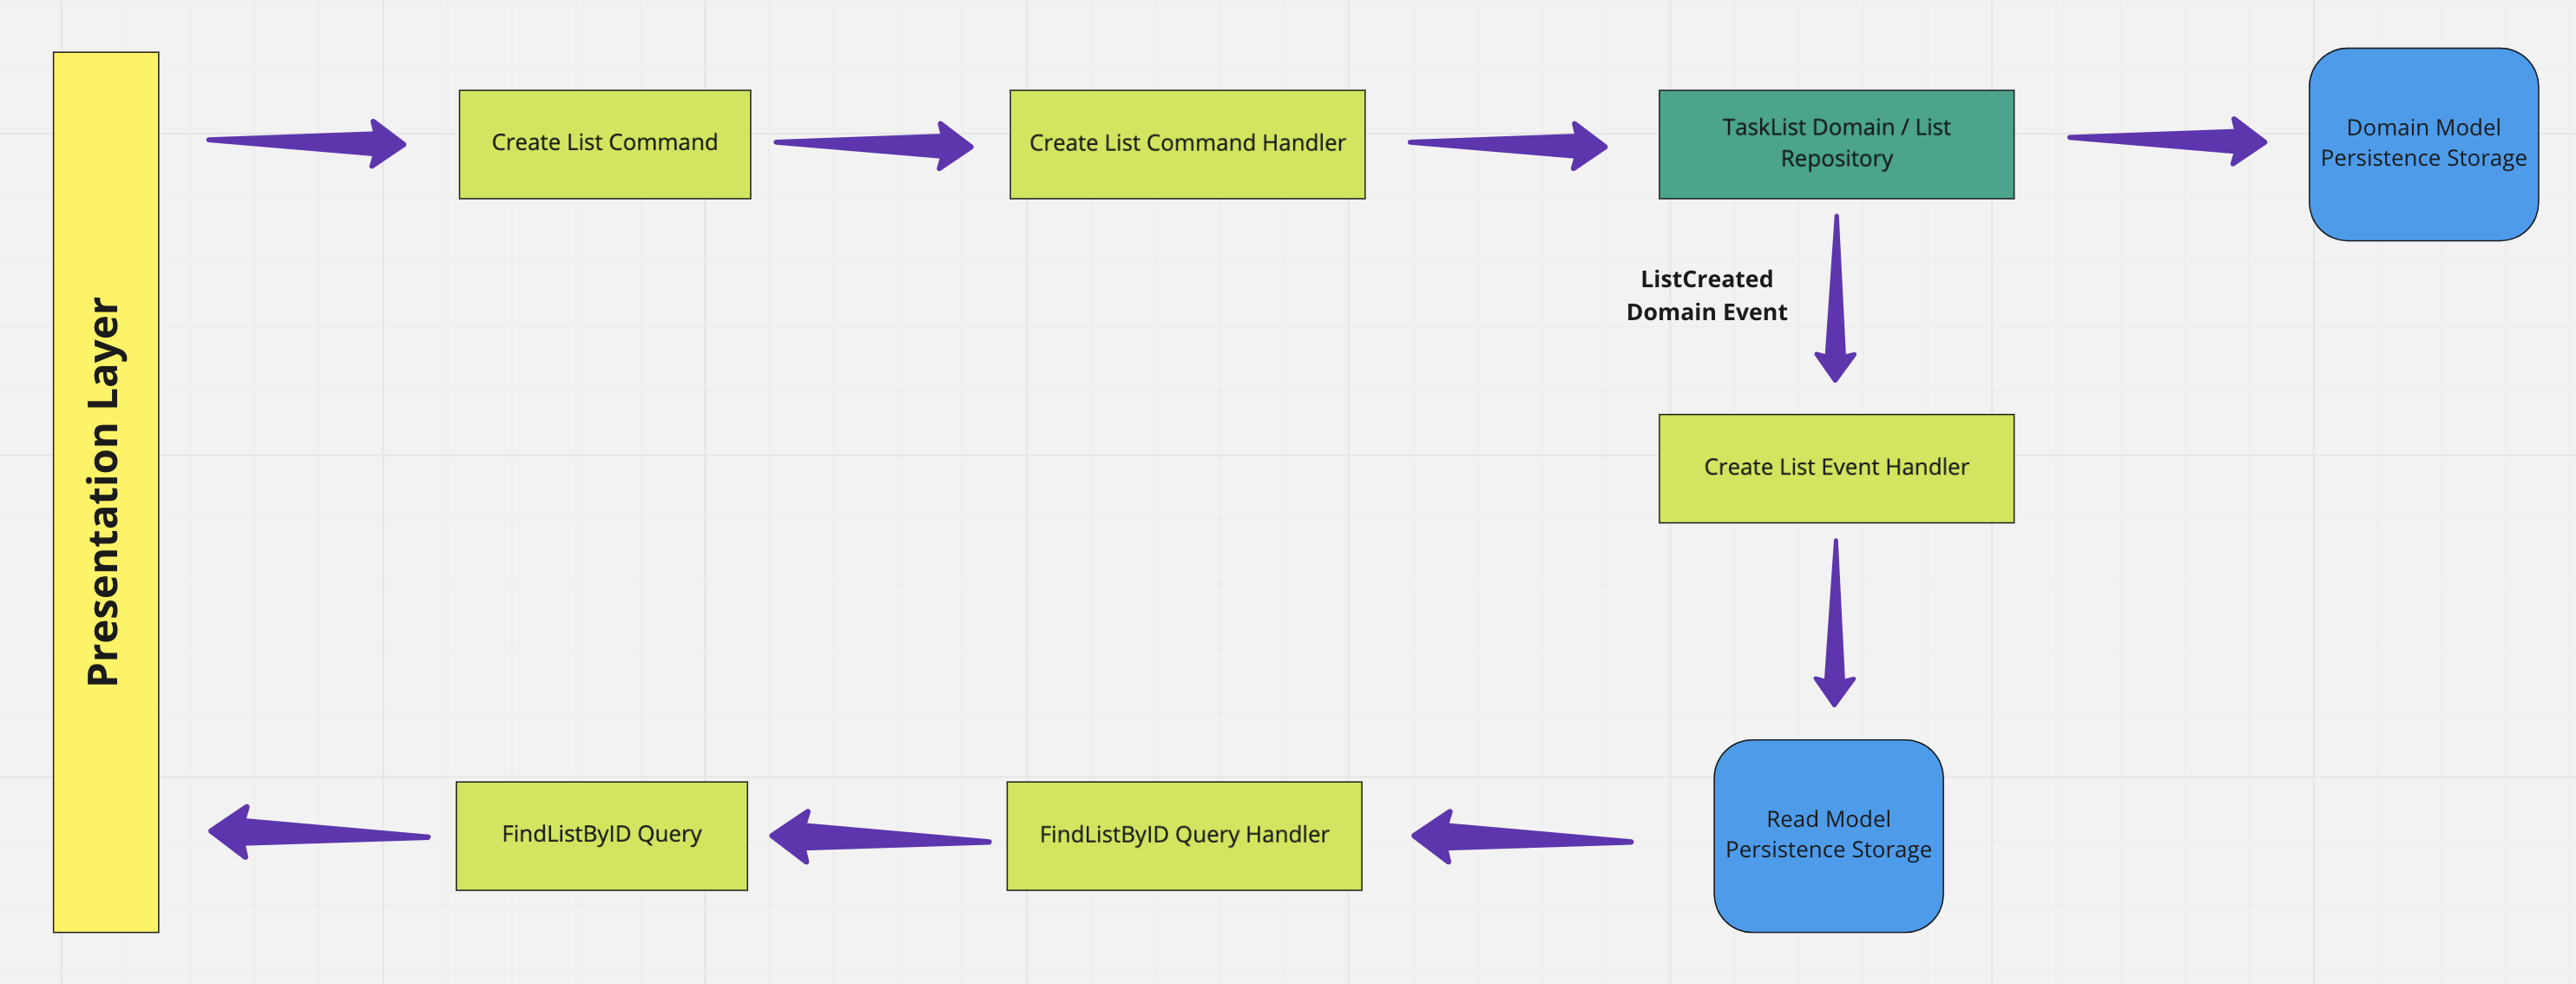 Presentation Layer
Create List Command
Create List Command Handler
TaskList Domain / List
Repository
Domain Model
Persistence Storage
ListCreated
Domain Event
Create List Event Handler
FindListByID Query
FindListByID Query Handler
Read Model
Persistence Storage